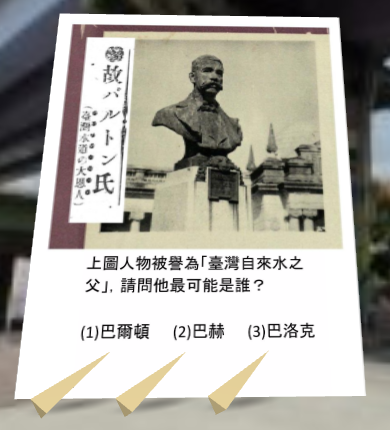 故バルトン氏
(臺灣水道の大恩人)
上圖人物被譽為「臺灣自來水之
父」，請問他最可能是誰？
(1)巴爾頓 (2)巴赫 (3)巴洛克